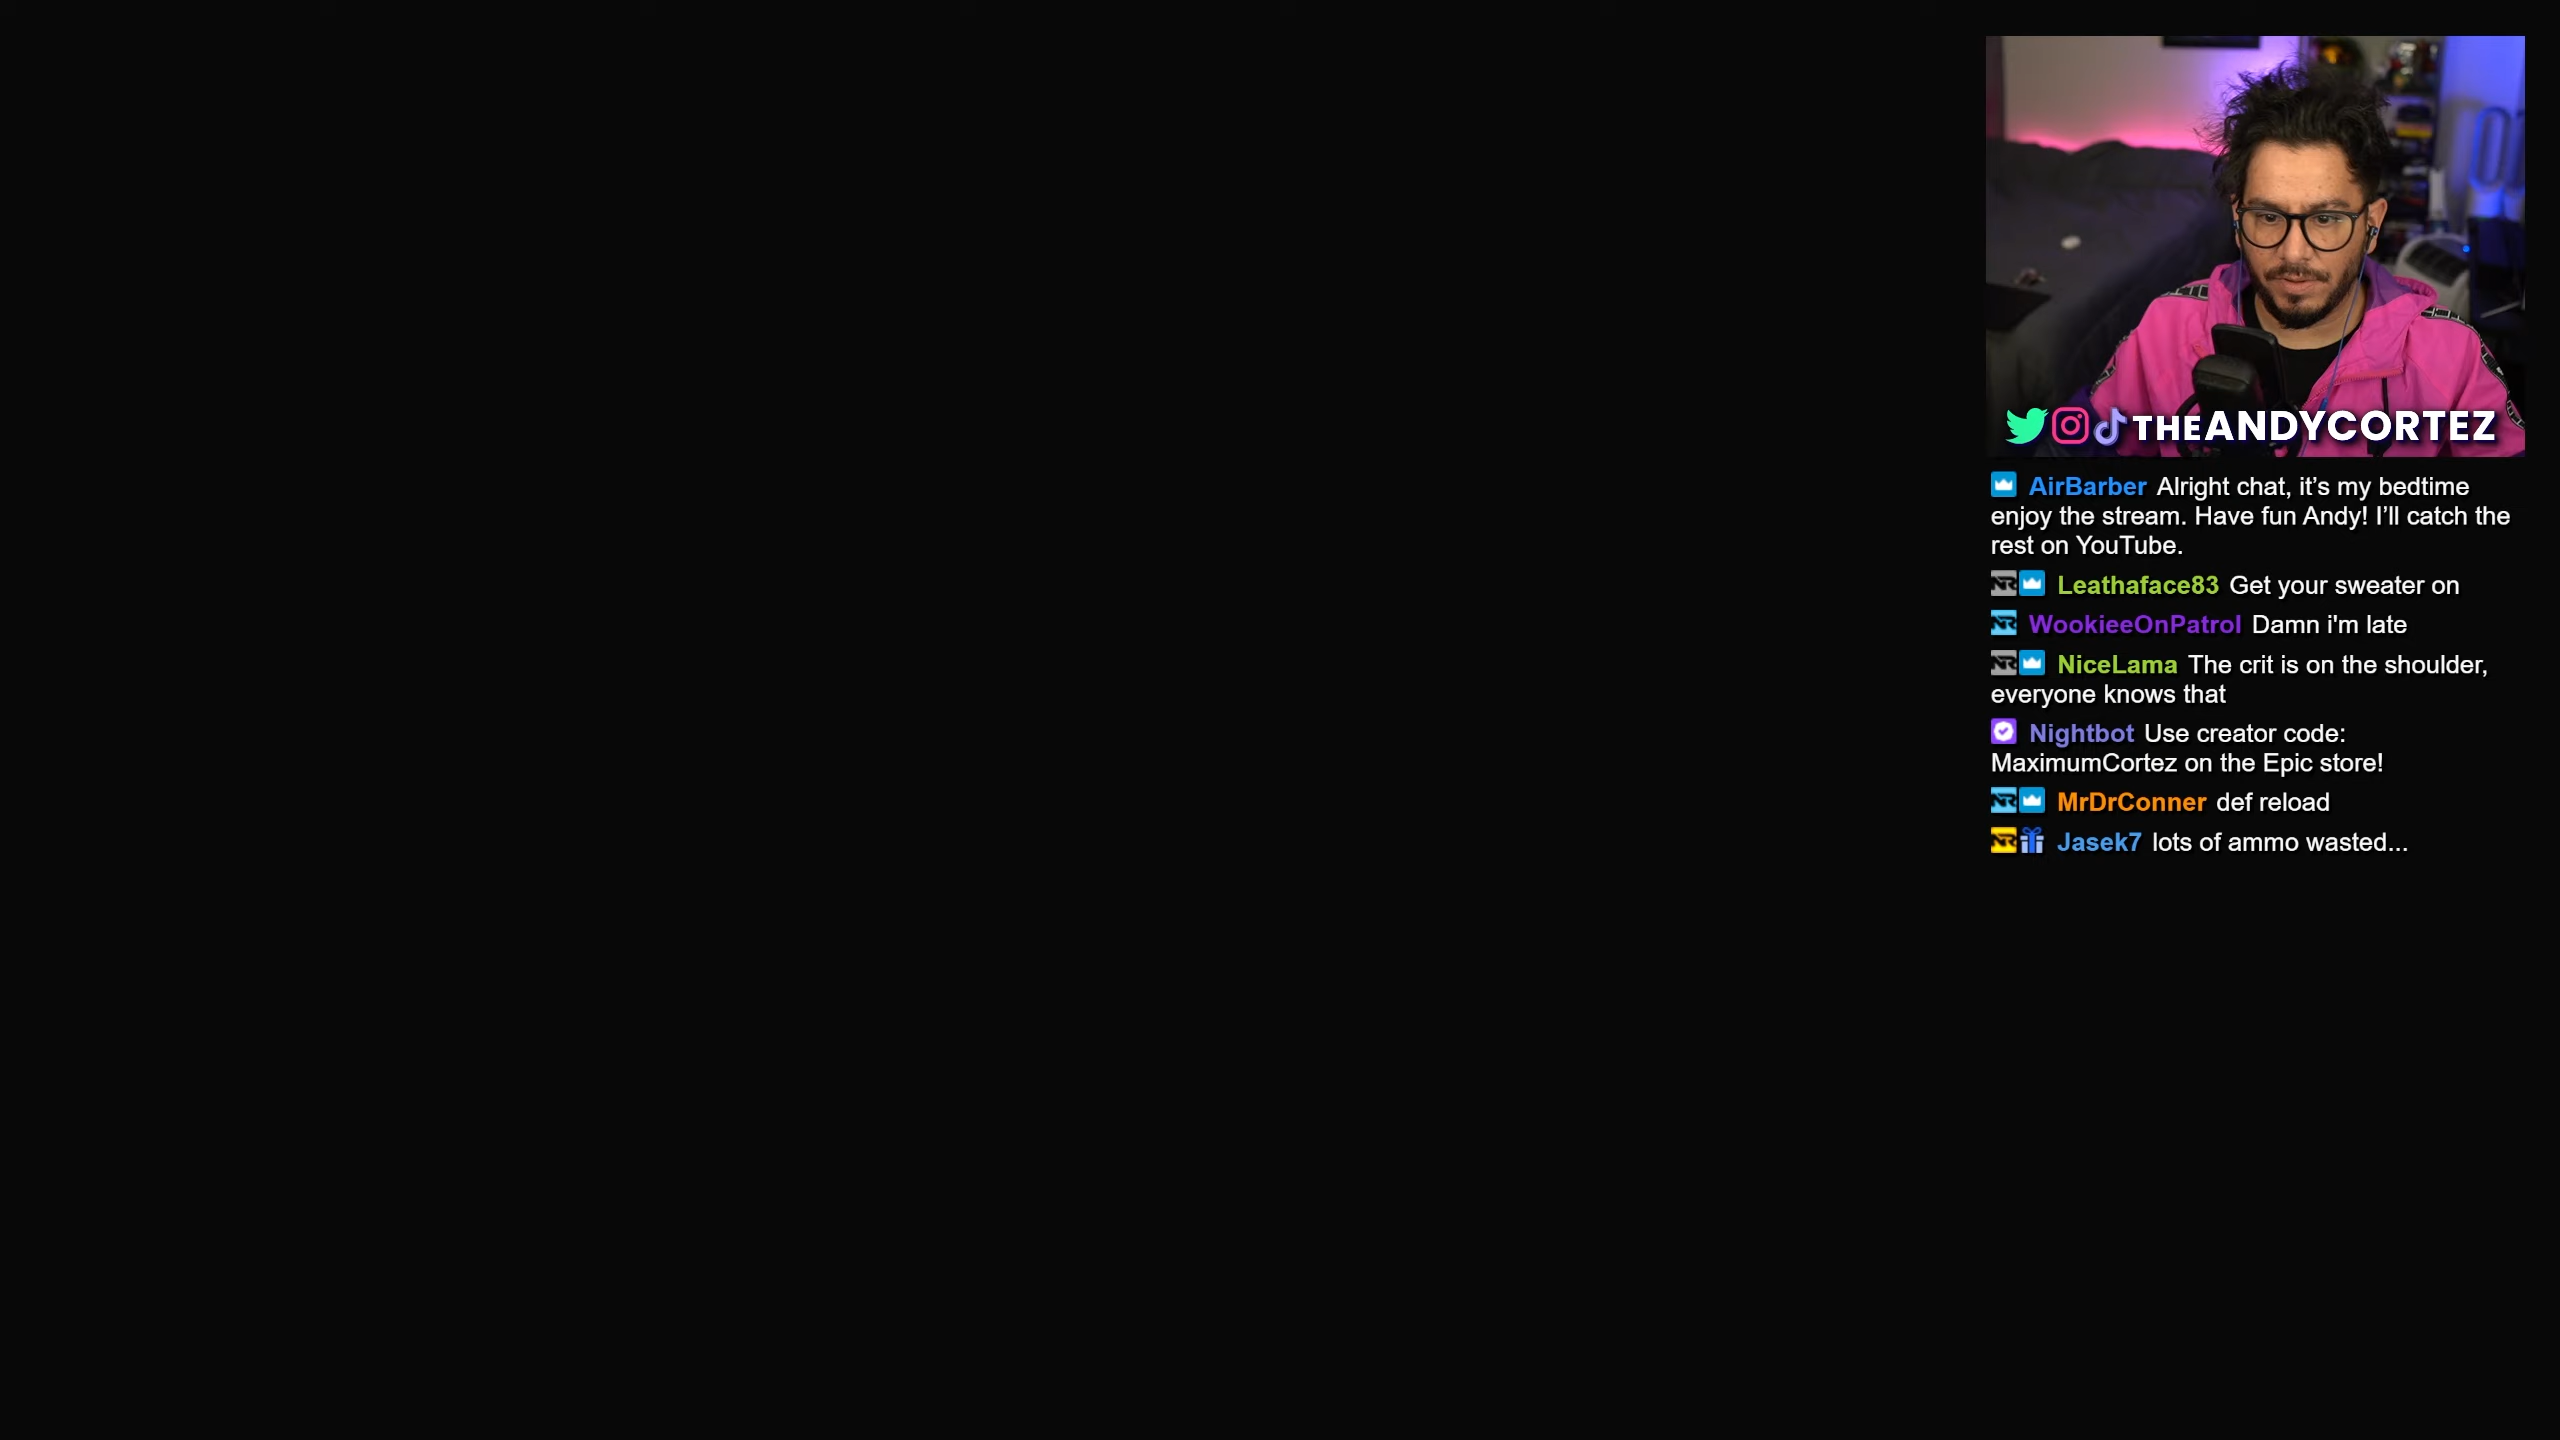 THEANDYCORTEZ
AirBarber Alright chat, it’s my bedtime
enjoy the stream. Have fun Andy! I’ll catch the
rest on YouTube.
Leathaface83 Get your sweater on
WookieeOnPatrol Damn i'm late
NiceLama The crit is on the shoulder,
everyone knows that
Nightbot Use creator code:
MaximumCortez on the Epic store!
MrDrConner def reload
Jasek7 lots of ammo wasted...